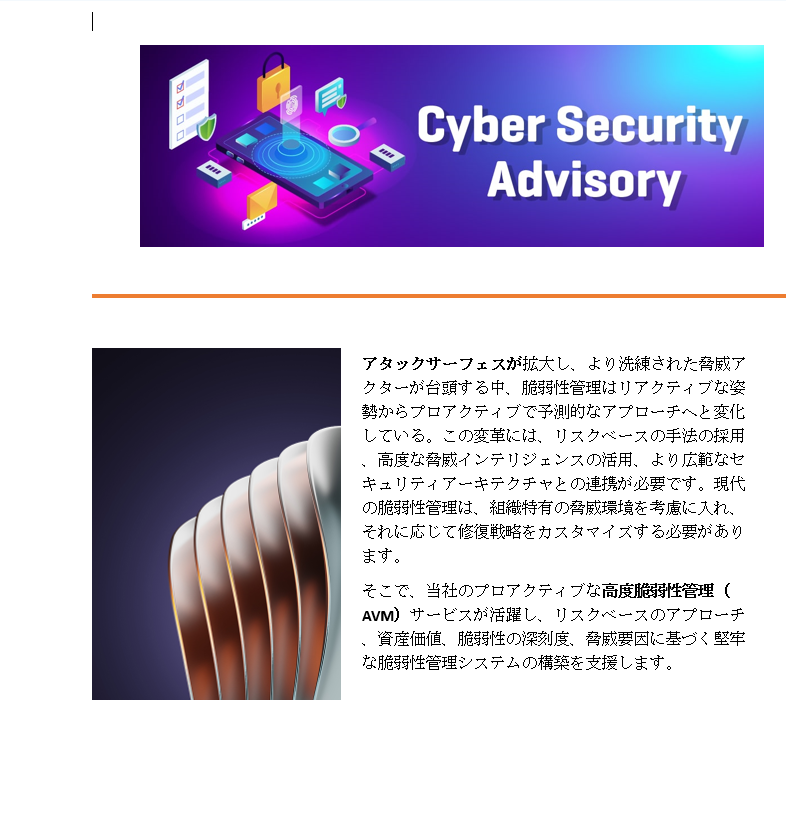 Cyber Security
Advisory
アタックサーフェスが拡大し、より洗練された脅威ア
クターが台頭する中、脆弱性管理はリアクティブな姿
勢からプロアクティブで予測的なアプローチへと変化
している。この変革には、リスクベースの手法の採用
、高度な脅威インテリジェンスの活用、より広範なセ
キュリティアーキテクチャとの連携が必要です。現代
の脆弱性管理は、組織特有の脅威環境を考慮に入れ、
それに応じて修復戦略をカスタマイズする必要があり
ます。
そこで、当社のプロアクティブな高度脆弱性管理（
AVM）サービスが活躍し、リスクベースのアプローチ
、資産価値、脆弱性の深刻度、脅威要因に基づく堅牢
な脆弱性管理システムの構築を支援します。